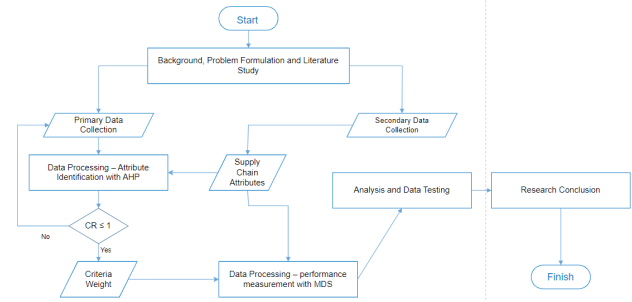 Start
Background, Problem Formulation and Literature
Study
Primary Data
Collection
Secondary Data
Collection
Data Processing – Attribute
Identification with AHP
Supply
Chain
Attributes
Analysis and Data Testing
Research Conclusion
CR ≤ 1
No
Yes
Criteria
Weight
Data Processing – performance
measurement with MDS
Finish